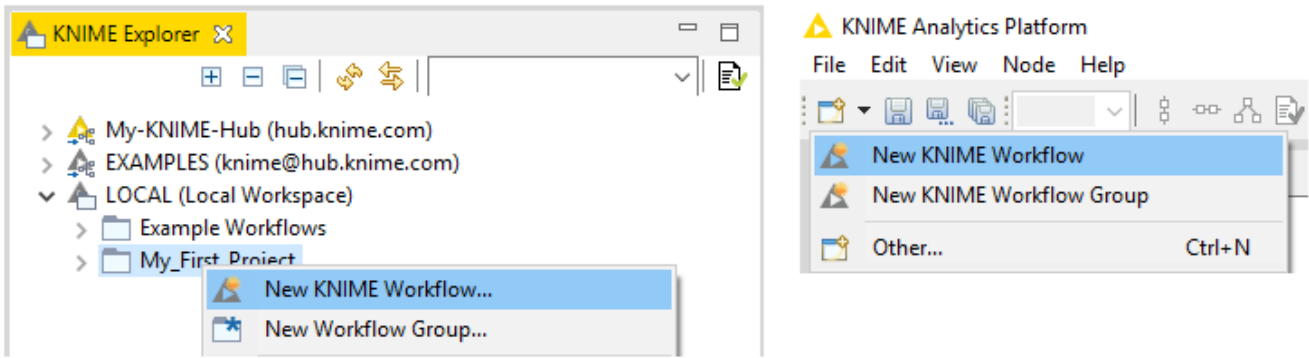 KNIME Explorer
My-KNIME-Hub (hub.knime.com)
EXAMPLES (knime@hub.knime.com)
LOCAL (Local Workspace)
Example Workflows
My_First_Project
New KNIME Workflow...
New Workflow Group...
KNIME Analytics Platform
File Edit View Node Help
New KNIME Workflow
New KNIME Workflow Group
Other... Ctrl+N